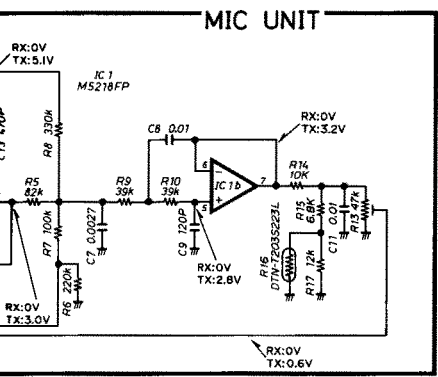 MIC UNIT
RX:0V
TX:5.1V
IC 1
M5218FP
C13 470P
R8 330k
C8 0.01
RX:0V
TX:3.2V
6
IC 1b
7
5
R14
10K
R5
82k
R9
39k
R10
39k
R7 100k
C7 0.0027
C9 120P
R15
6.8K
C11 0.01
R13 47k
RX:0V
TX:2.8V
R16
DTN-T203S223L
R17 12k
R6 220k
RX:0V
TX:3.0V
RX:0V
TX:0.6V